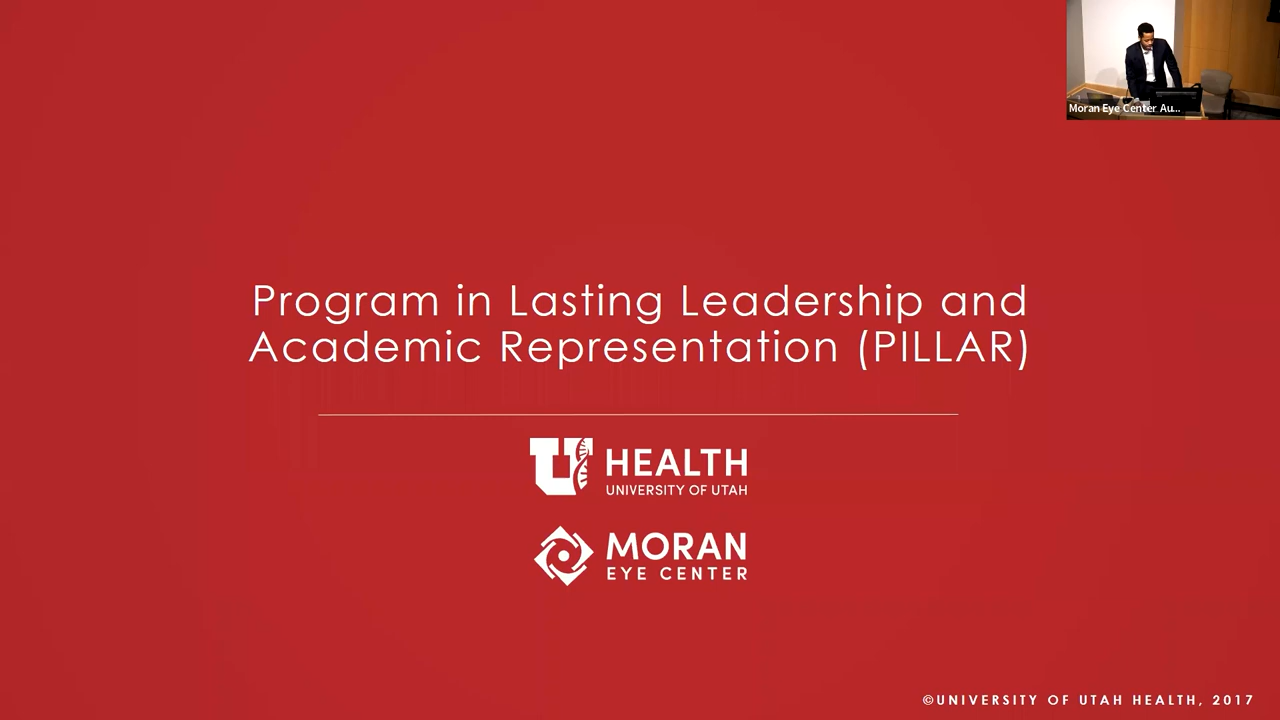 Moran Eye Center Au...
Program in Lasting Leadership and
Academic Representation (PILLAR)
U HEALTH
UNIVERSITY OF UTAH
MORAN
EYE CENTER
©UNIVERSITY OF UTAH HEALTH, 2017